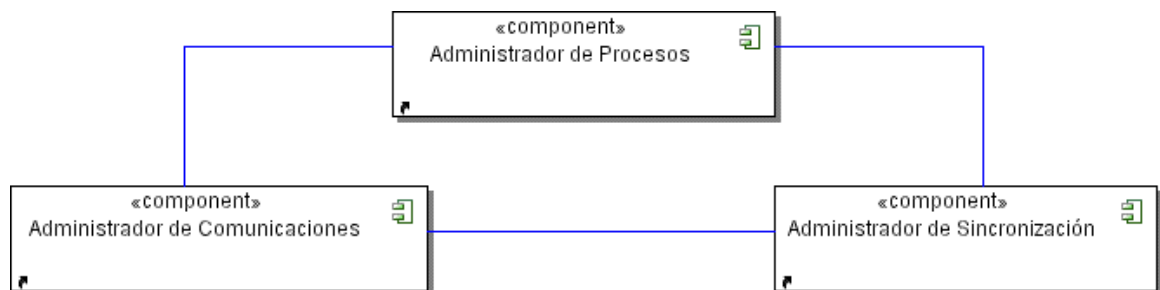 «component»
Administrador de Procesos
«component»
Administrador de Comunicaciones
«component»
Administrador de Sincronización